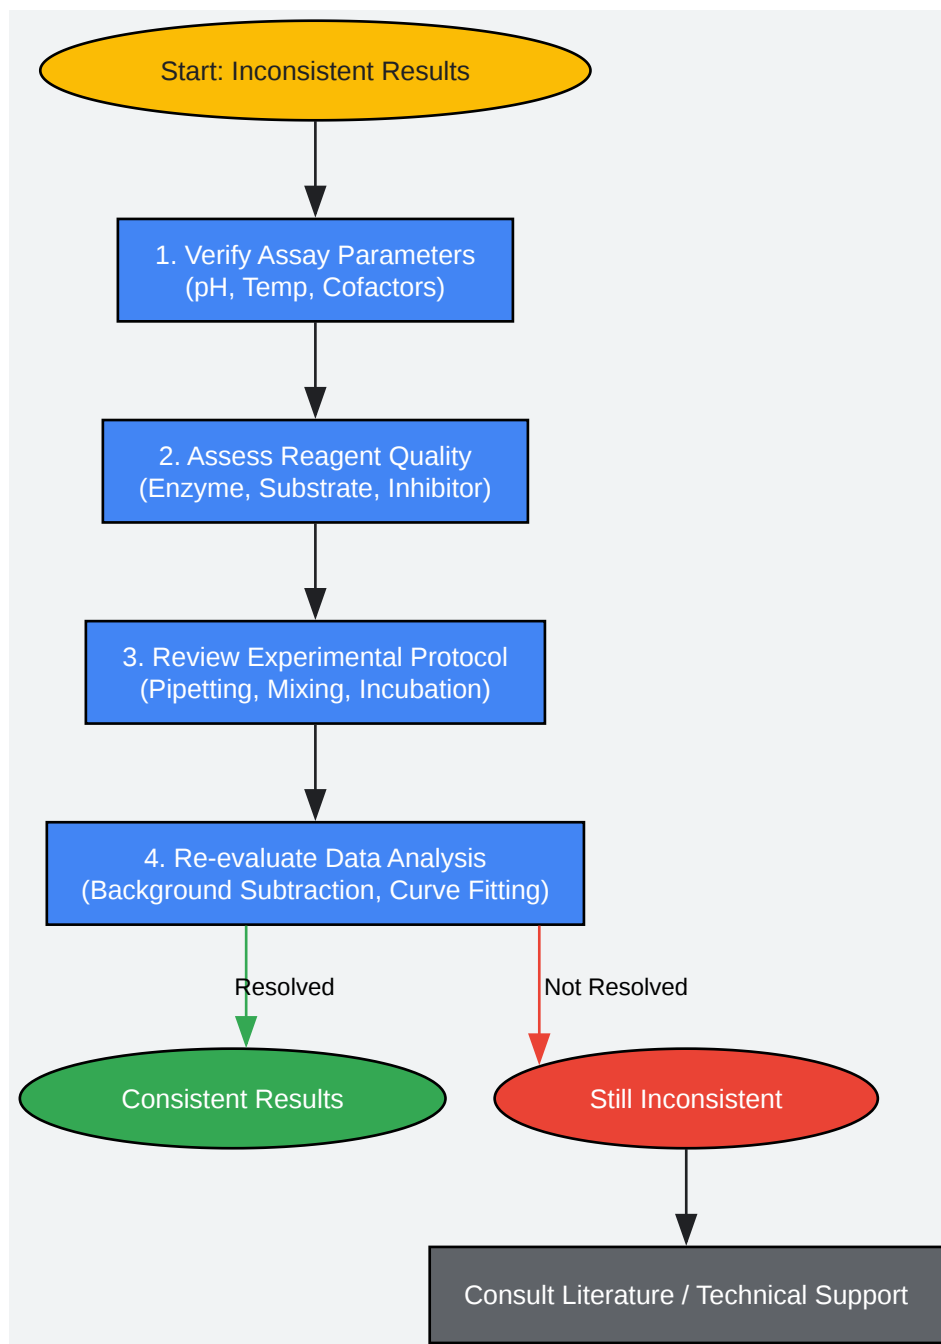 Start: Inconsistent Results
1. Verify Assay Parameters
(pH, Temp, Cofactors)
2. Assess Reagent Quality
(Enzyme, Substrate, Inhibitor)
3. Review Experimental Protocol
(Pipetting, Mixing, Incubation)
4. Re-evaluate Data Analysis
(Background Subtraction, Curve Fitting)
Resolved
Not Resolved
Consistent Results
Still Inconsistent
Consult Literature / Technical Support